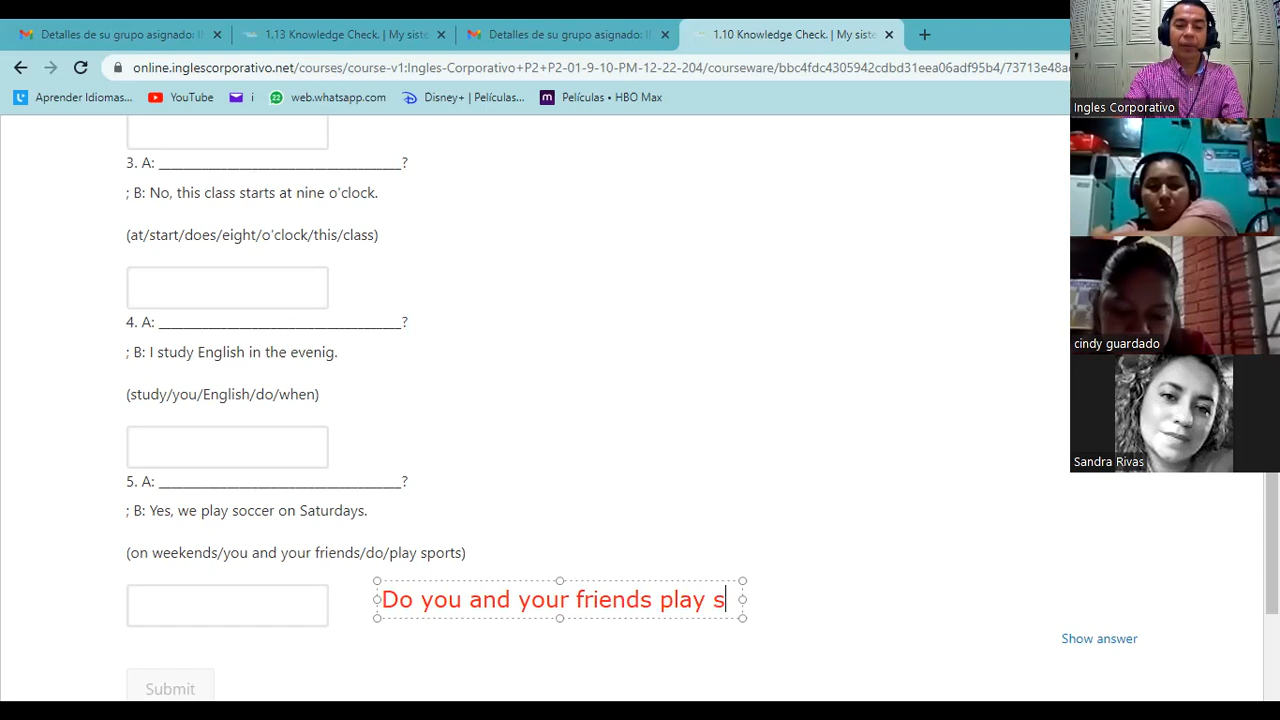 Detalles de su grupo asignado: I
1.13 Knowledge Check. | My siste
Detalles de su grupo asignado: I
1.10 Knowledge Check. | My siste
online.inglescorporativo.net/courses/course-v1:Ingles-Corporativo+P2+P2-01-9-10-PM-12-22-204/courseware/bbc4fdc4305942cdbd31eea06adf95b4/73713e48a
Aprender Idiomas...
YouTube
i
web.whatsapp.com
Disney+ | Películas...
Películas • HBO Max
Ingles Corporativo
3. A: ________________________________?
; B: No, this class starts at nine o'clock.
(at/start/does/eight/o'clock/this/class)
4. A: ________________________________?
cindy guardado
; B: I study English in the evenig.
(study/you/English/do/when)
Sandra Rivas
5. A: ________________________________?
; B: Yes, we play soccer on Saturdays.
(on weekends/you and your friends/do/play sports)
Do you and your friends play s
Show answer
Submit